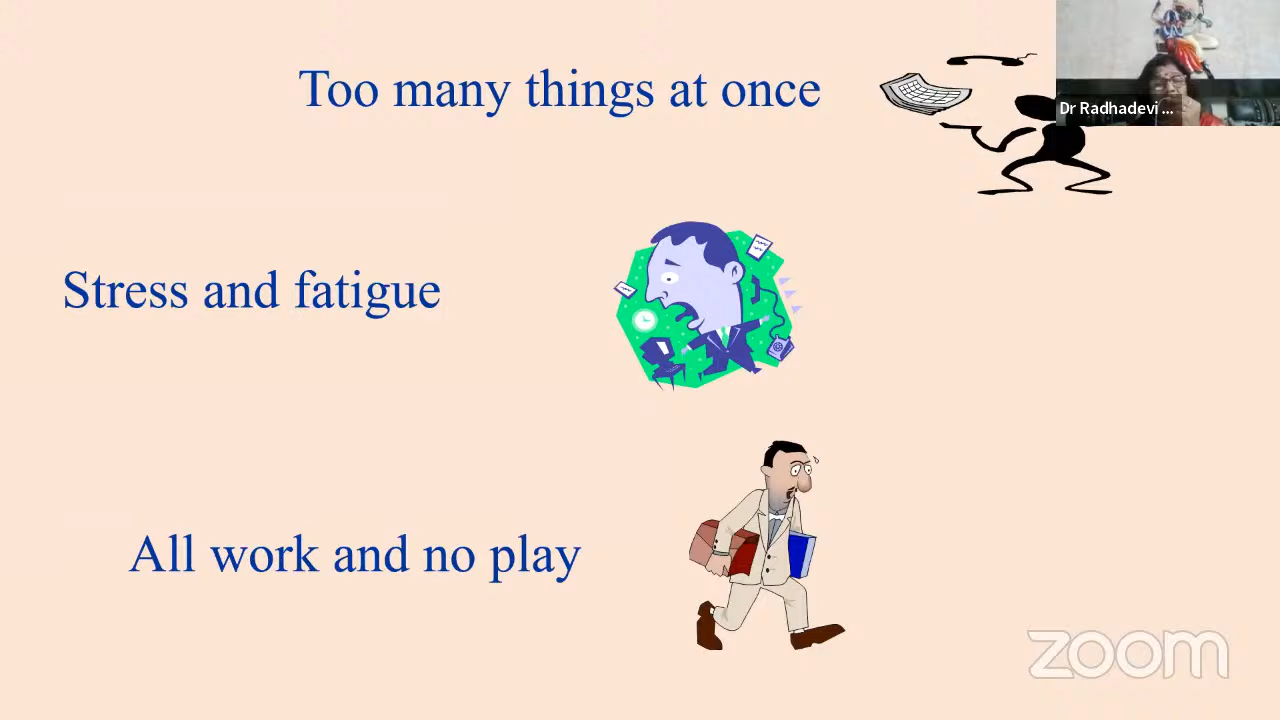 Too many things at once
Dr Radhadevi ...
Stress and fatigue
All work and no play
zoom